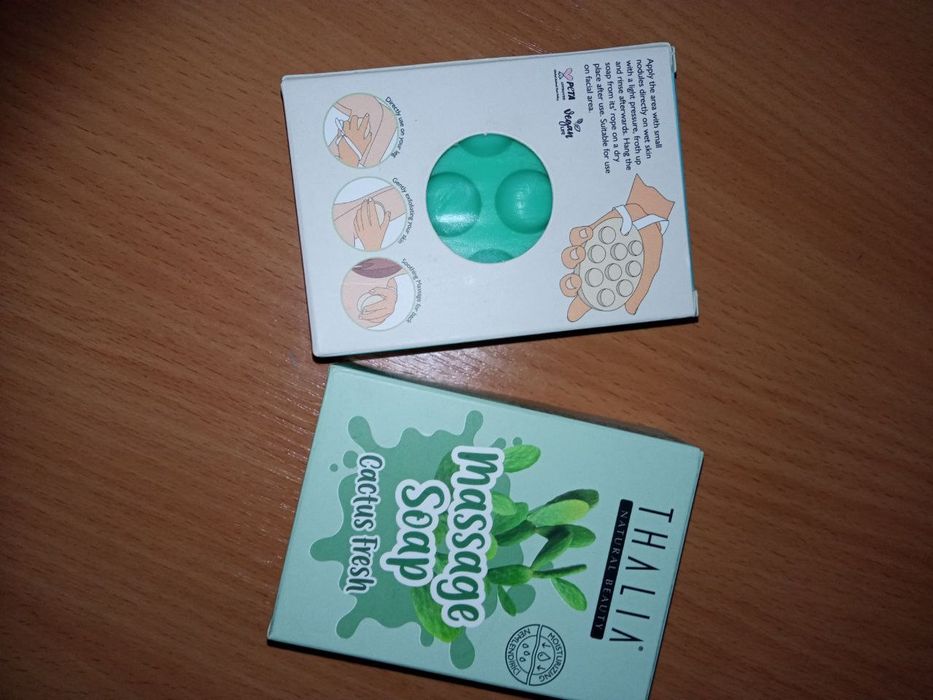 Apply the area with small
nodules directly on wet skin
with a light pressure, froth up
and rinse afterwards. Hang the
soap from its' rope on a dry
place after use. Suitable for use
on facial area.
PETA
Vegan
Directly use on your leg
Gently exfoliating your skin
Soothing Massage for Back
THALIA®
NATURAL BEAUTY
MOISTURIZING
NEMLENDİRİCİ
Massage
Soap
Cactus Fresh